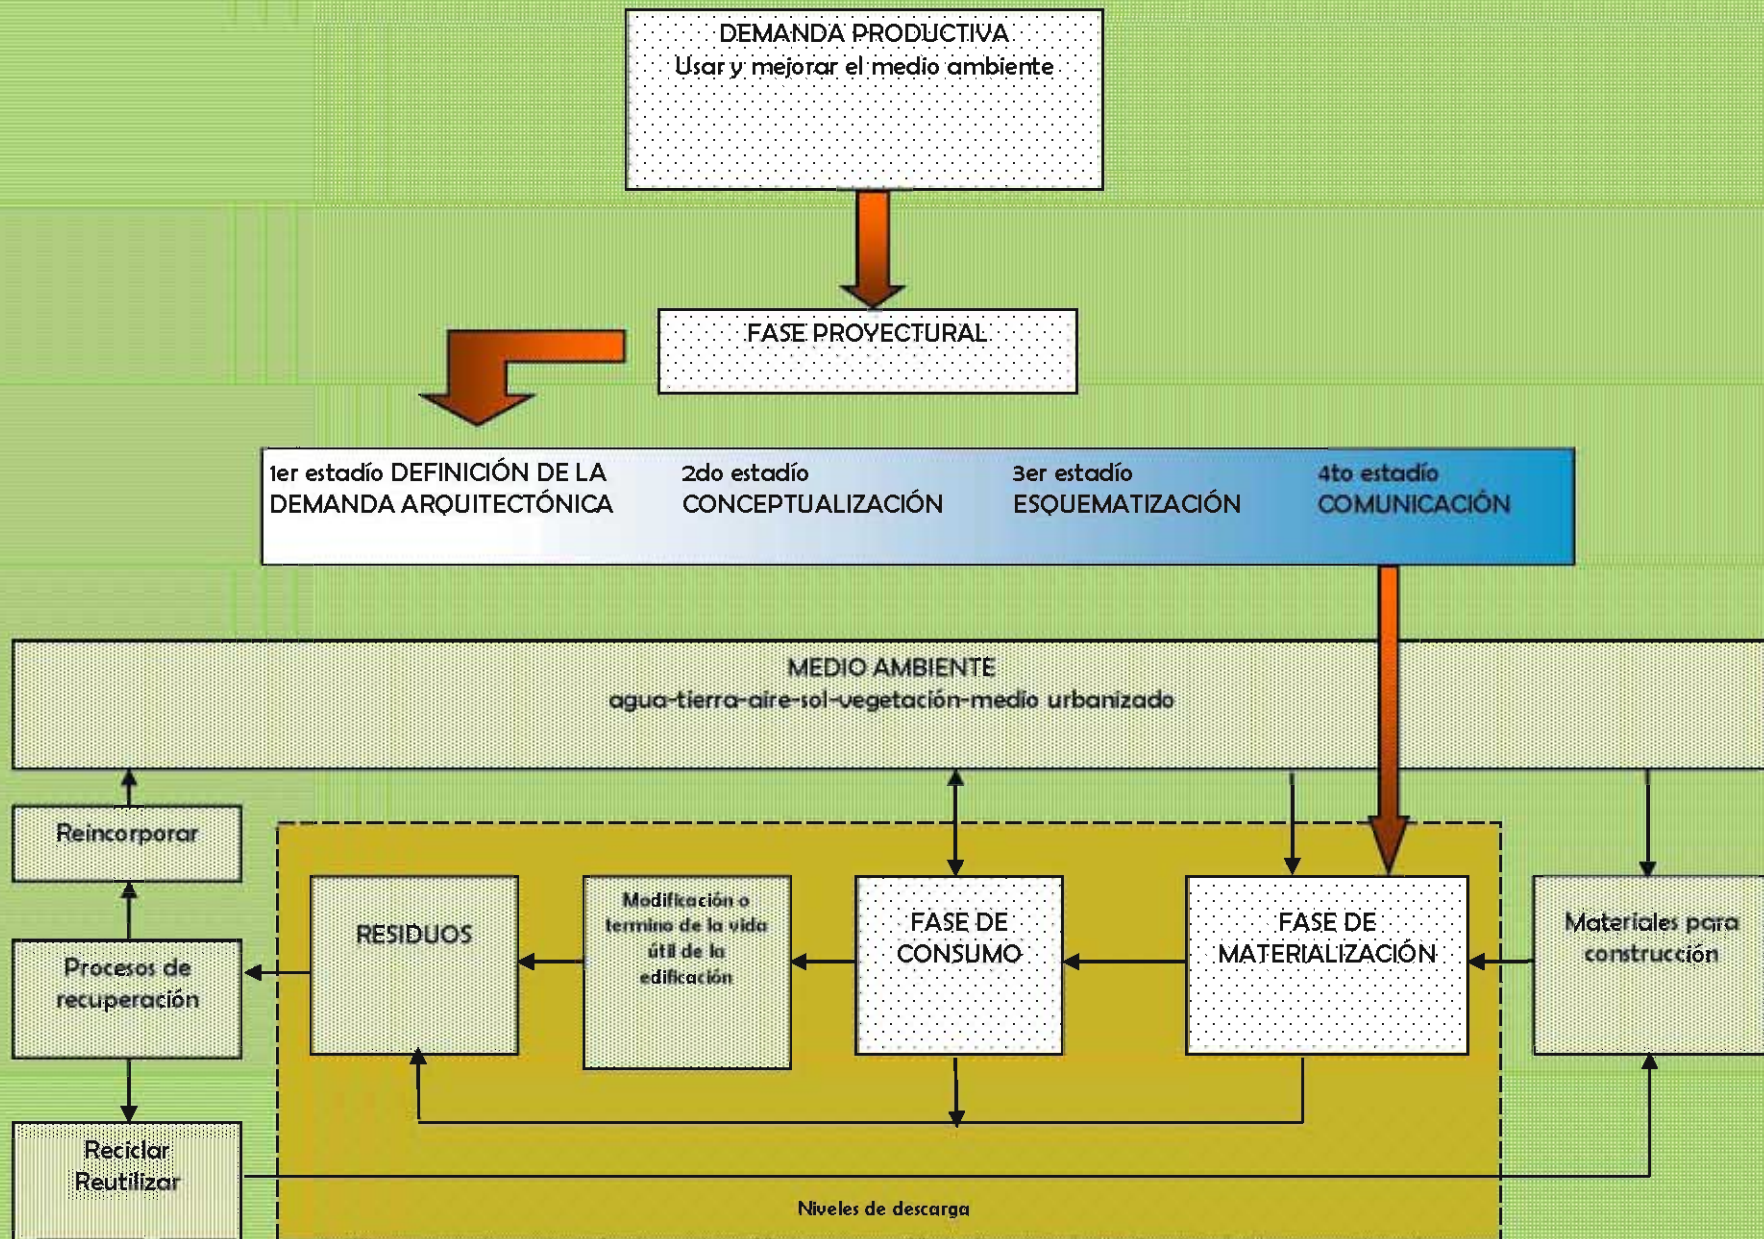 DEMANDA PRODUCTIVA
Usar y mejorar el medio ambiente
FASE PROYECTURAL
1er estadío DEFINICIÓN DE LA
DEMANDA ARQUITECTÓNICA
2do estadío
CONCEPTUALIZACIÓN
3er estadío
ESQUEMATIZACIÓN
4to estadío
COMUNICACIÓN
MEDIO AMBIENTE
agua-tierra-aire-sol-vegetación-medio urbanizado
Reincorporar
Procesos de
recuperación
Reciclar
Reutilizar
RESIDUOS
Modificación o
termino de la vida
útil de la
edificación
FASE DE
CONSUMO
FASE DE
MATERIALIZACIÓN
Materiales para
construcción
Niveles de descarga